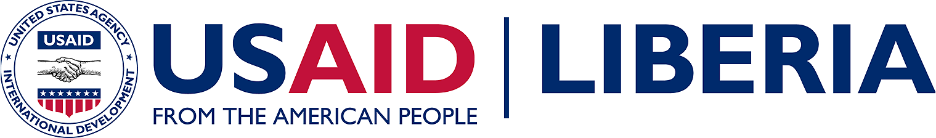 UNITED STATES AGENCY
USAID
INTERNATIONAL DEVELOPMENT
USAID | LIBERIA
FROM THE AMERICAN PEOPLE